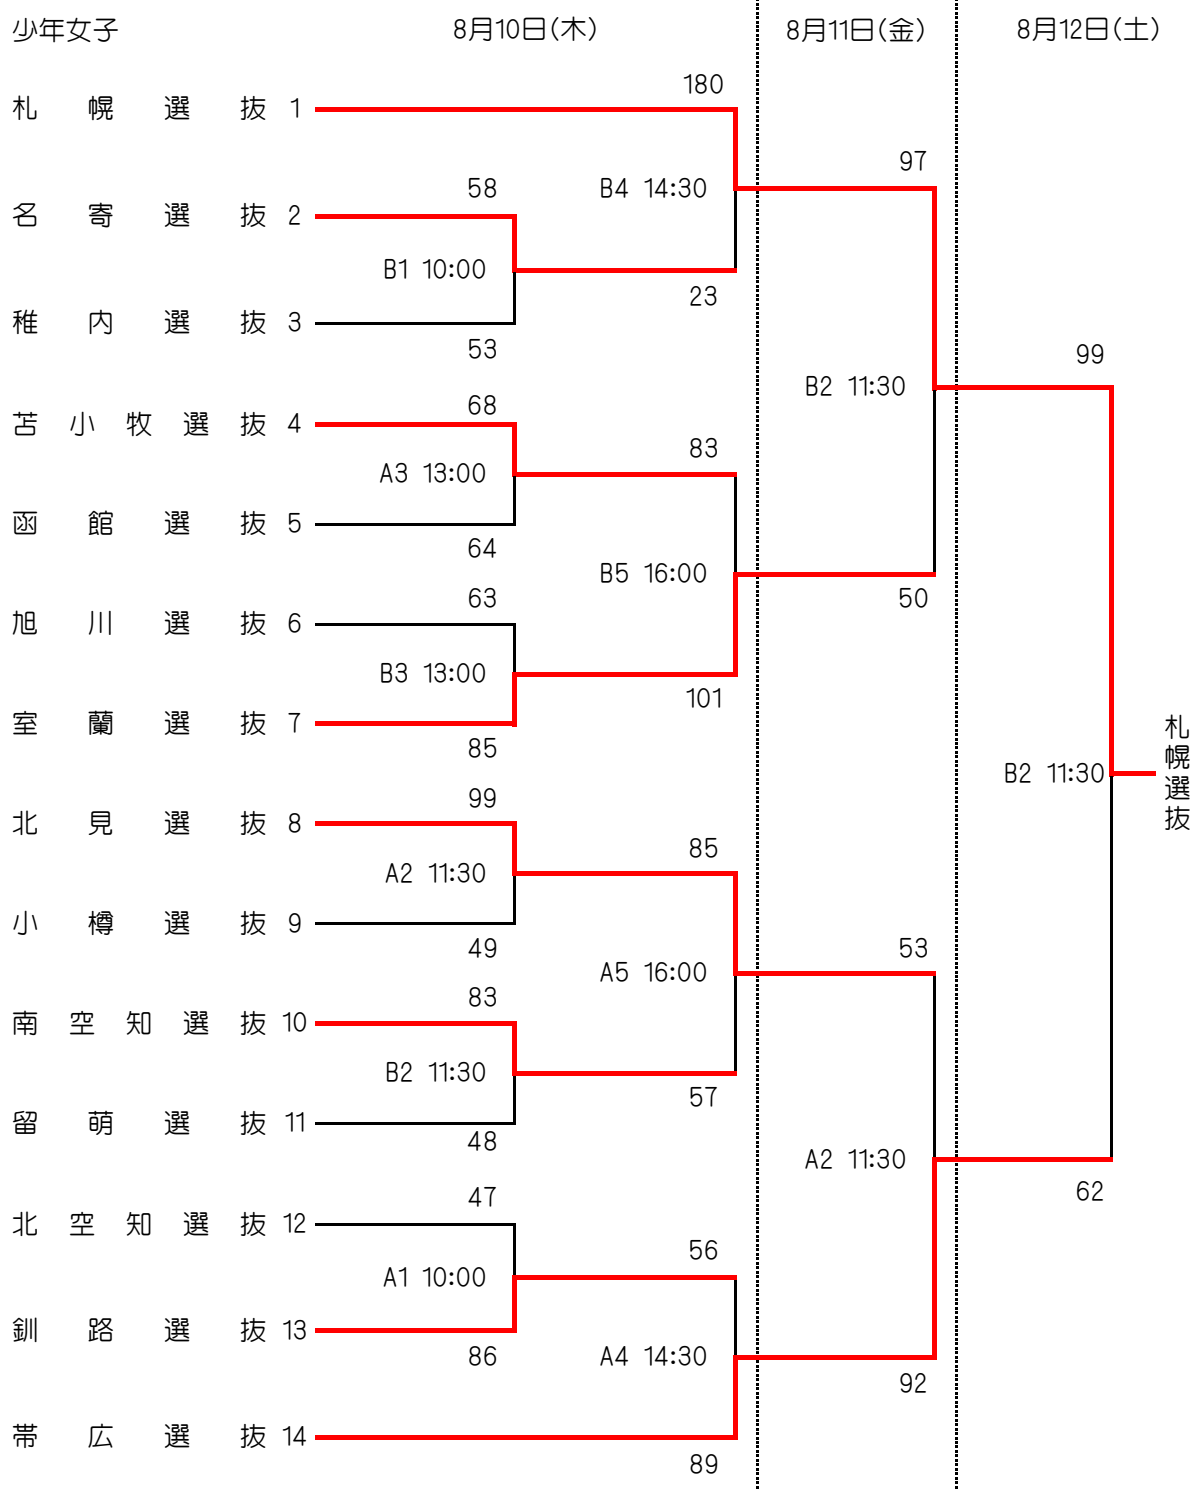 少年女子 8月10日(木) 8月11日(金) 8月12日(土)
180
札幌選抜 1
97
58
B4 14:30
名寄選抜 2
B1 10:00
23
稚内選抜 3
53
99
B2 11:30
68
苫小牧選抜 4
83
A3 13:00
函館選抜 5
64
B5 16:00
63
50
旭川選抜 6
B3 13:00
101
室蘭選抜 7
85
札幌選抜
B2 11:30
99
北見選抜 8
85
A2 11:30
小樽選抜 9
49
53
A5 16:00
83
南空知選抜 10
B2 11:30
57
留萌選抜 11
48
A2 11:30
62
47
北空知選抜 12
56
A1 10:00
釧路選抜 13
86
A4 14:30
92
帯広選抜 14
89